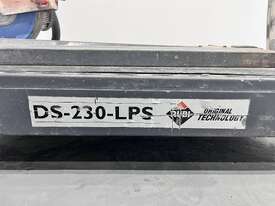 DS-230-LPS
RUBI
ORIGINAL
TECHNOLOGY